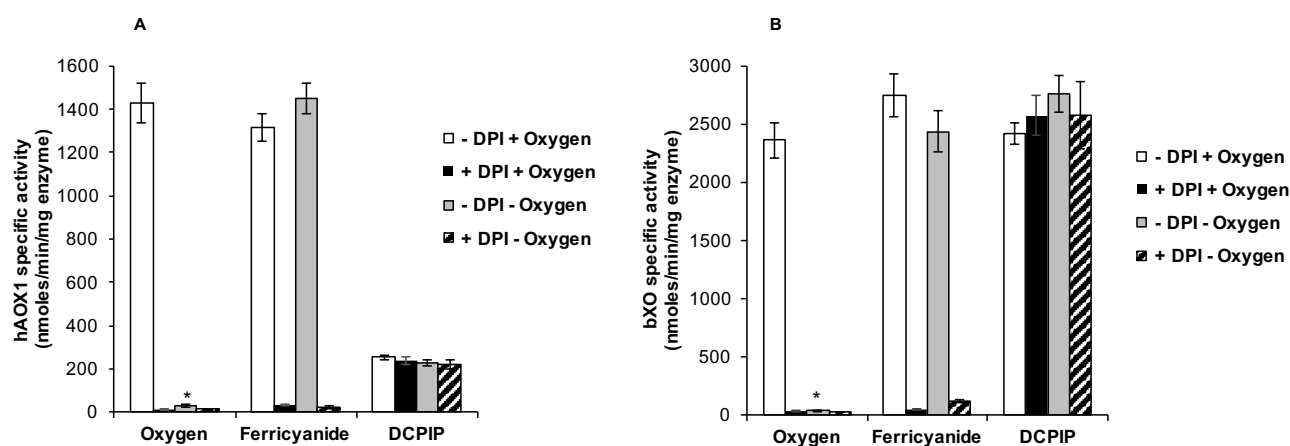 A
hAOX1 specific activity
(nmoles/min/mg enzyme)
1600
1400
1200
1000
800
600
400
200
0
*
Oxygen
Ferricyanide
DCPIP
- DPI + Oxygen
+ DPI + Oxygen
- DPI - Oxygen
+ DPI - Oxygen
B
bXO specific activity
(nmoles/min/mg enzyme)
3000
2500
2000
1500
1000
500
0
*
Oxygen
Ferricyanide
DCPIP
- DPI + Oxygen
+ DPI + Oxygen
- DPI - Oxygen
+ DPI - Oxygen